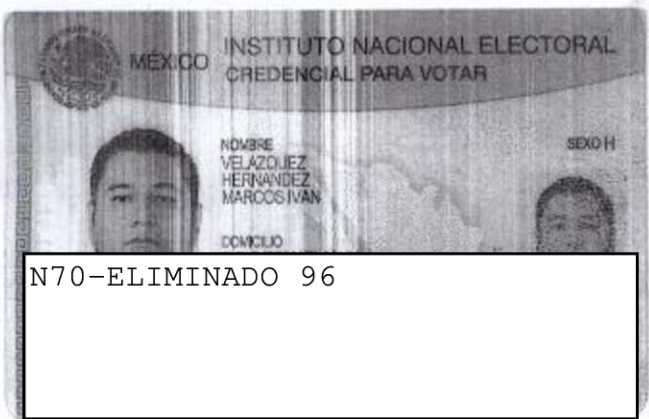 MÉXICO INSTITUTO NACIONAL ELECTORAL
CREDENCIAL PARA VOTAR
NOMBRE
SEXO H
VELAZQUEZ
HERNANDEZ
MARCOS IVAN
DOMICILIO
N70-ELIMINADO 96